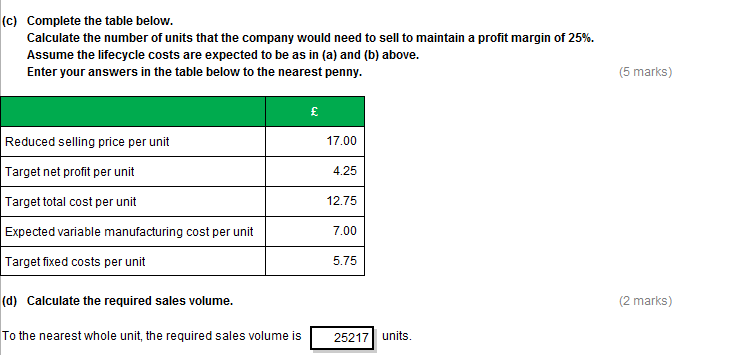 (c) Complete the table below.
Calculate the number of units that the company would need to sell to maintain a profit margin of 25%.
Assume the lifecycle costs are expected to be as in (a) and (b) above.
Enter your answers in the table below to the nearest penny. (5 marks)
£
Reduced selling price per unit 17.00
Target net profit per unit 4.25
Target total cost per unit 12.75
Expected variable manufacturing cost per unit 7.00
Target fixed costs per unit 5.75
(d) Calculate the required sales volume. (2 marks)
To the nearest whole unit, the required sales volume is 25217 units.